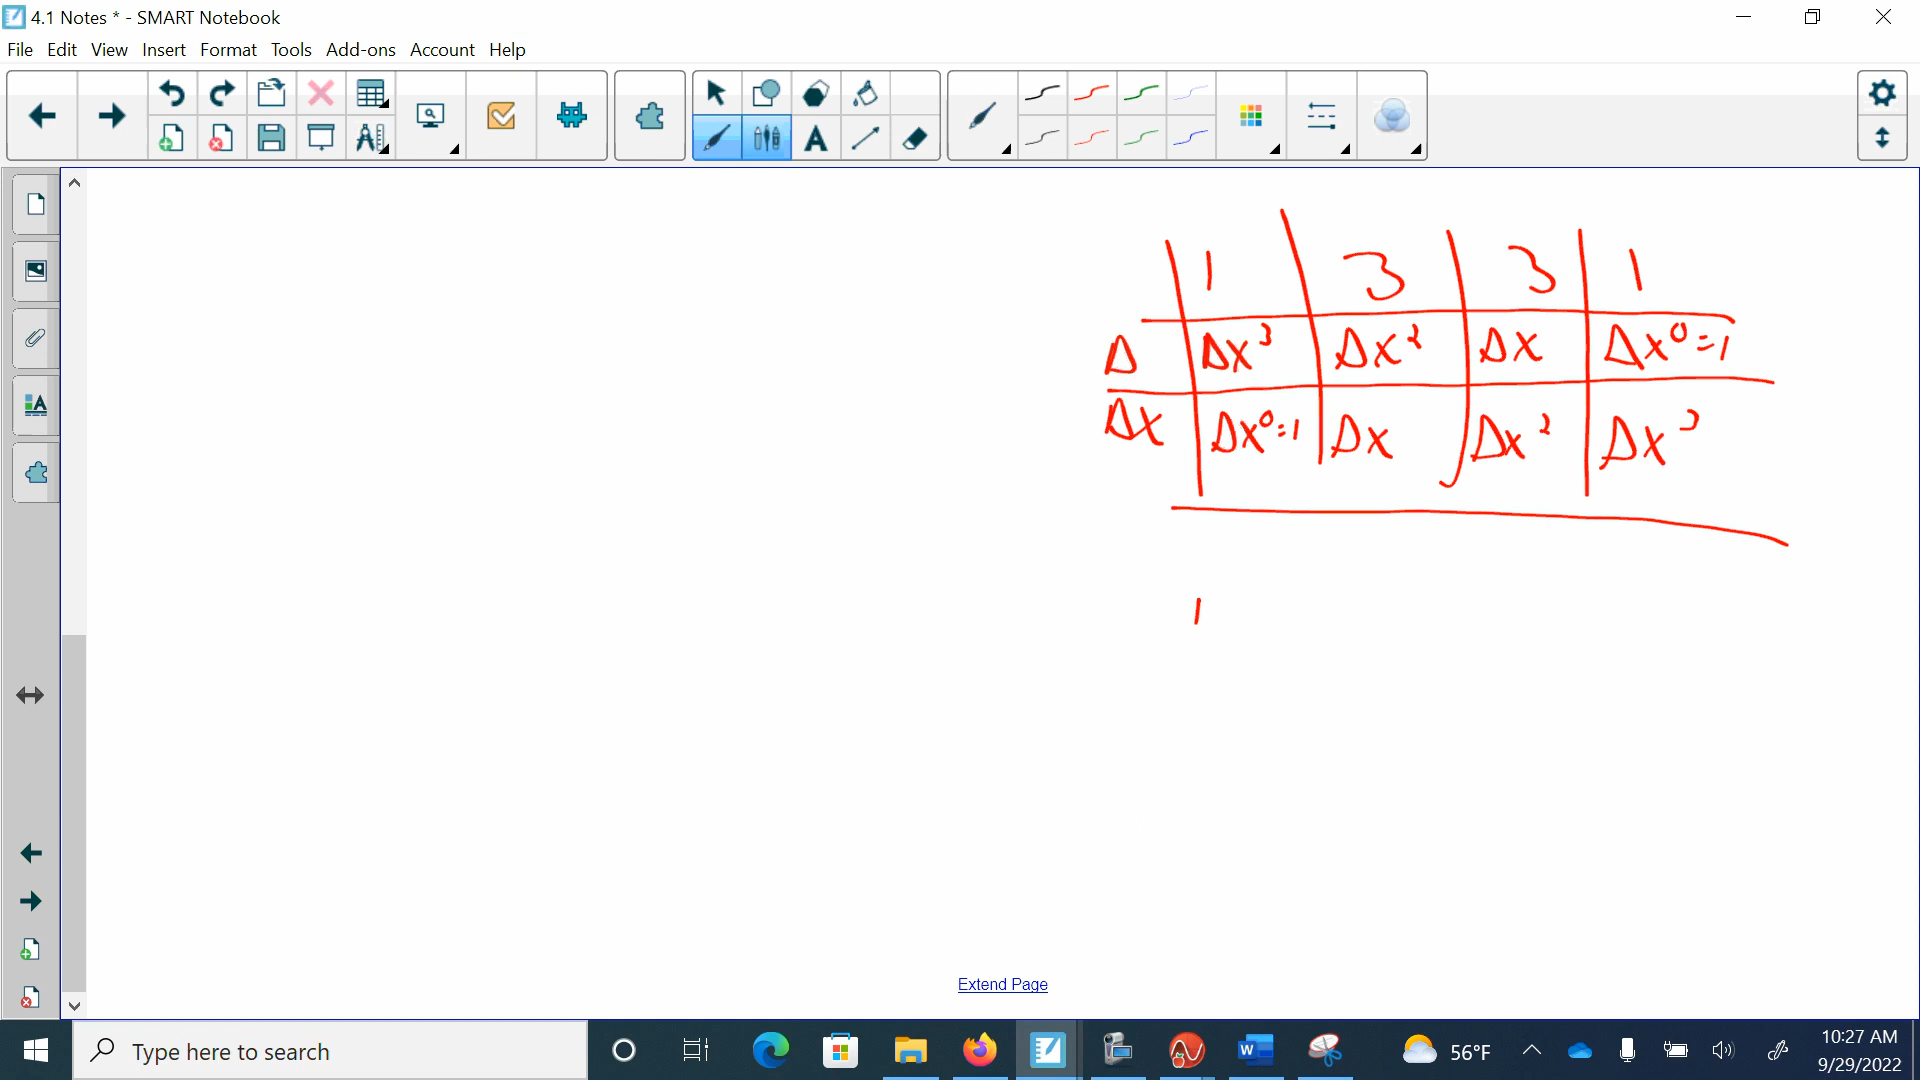 4.1 Notes * - SMART Notebook
File Edit View Insert Format Tools Add-ons Account Help
1 3 3 1
Δ Δx³ Δx² Δx Δx⁰=1
Δx Δx⁰=1 Δx Δx² Δx³
1
Extend Page
Type here to search
56°F
10:27 AM
9/29/2022